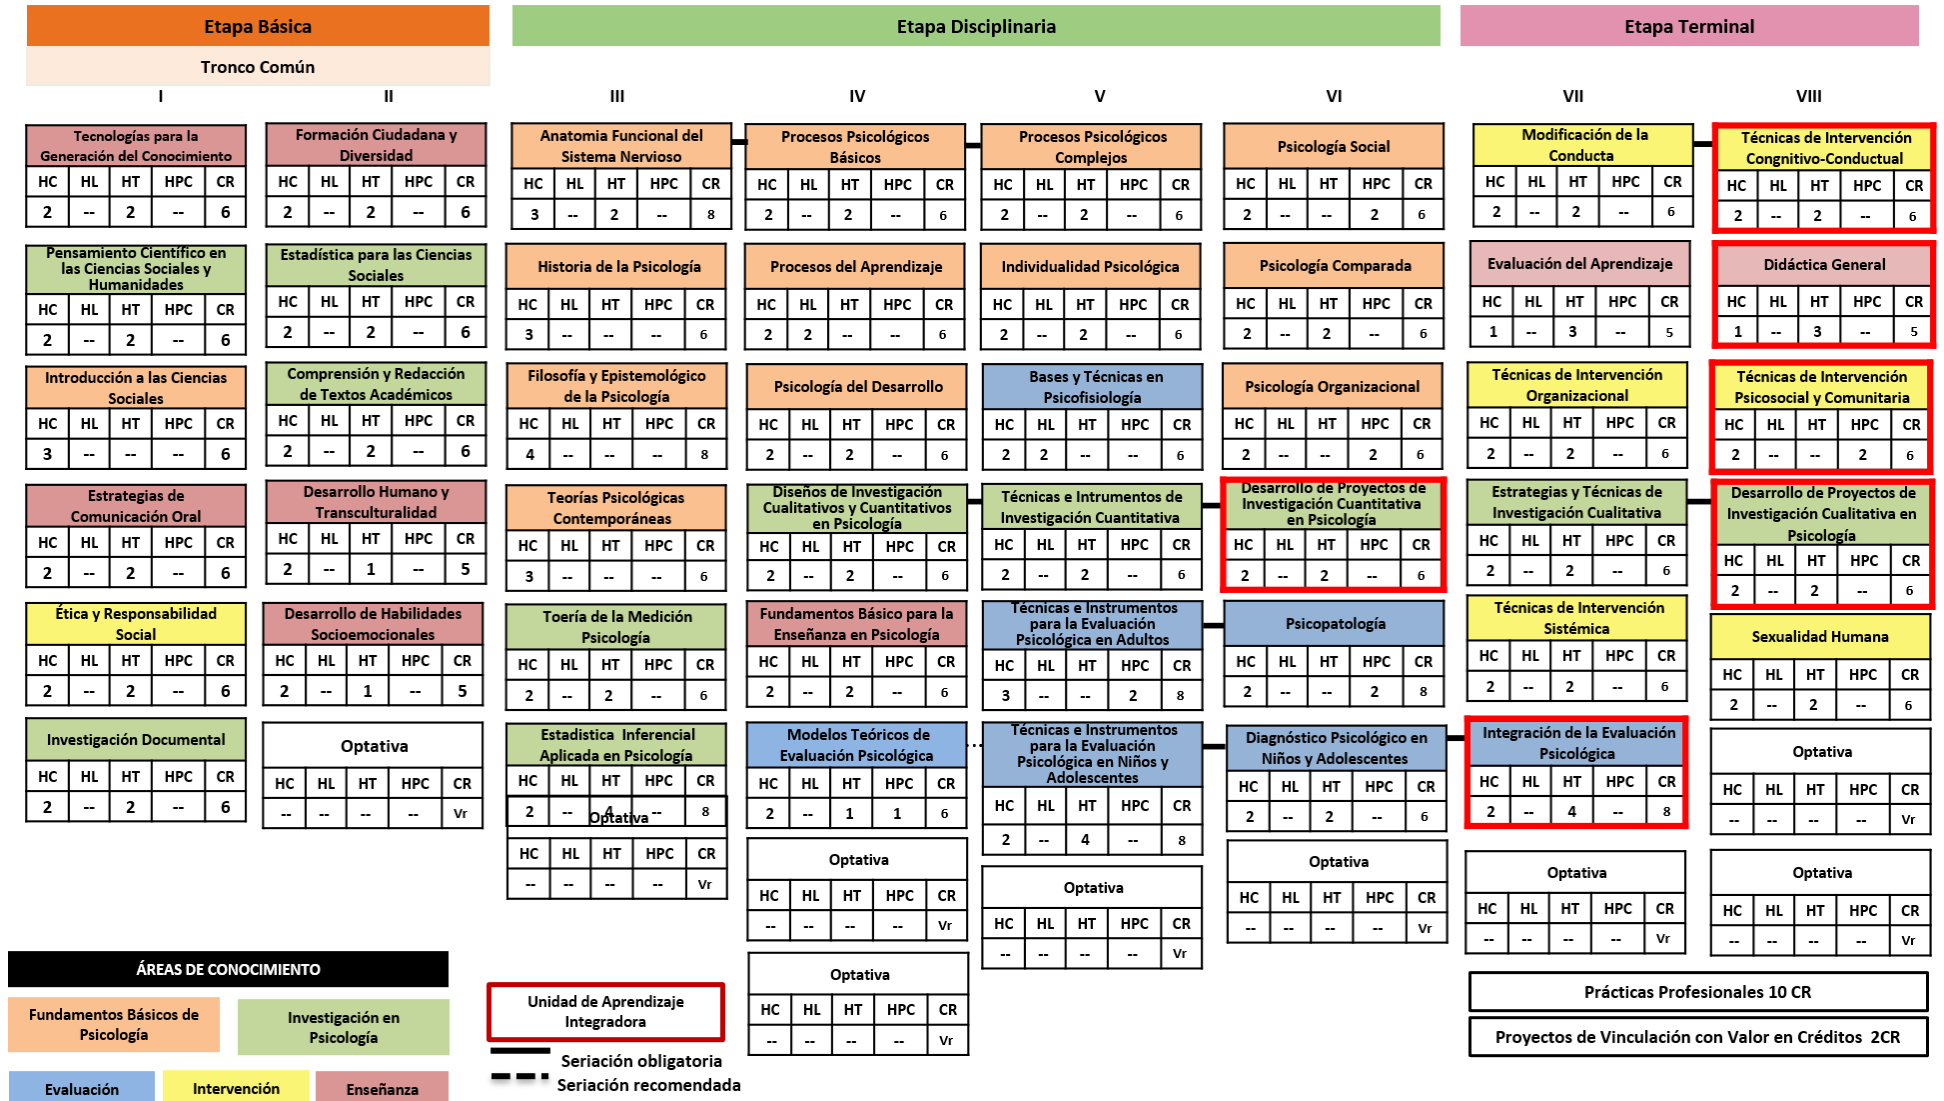 Etapa Básica
Etapa Disciplinaria
Etapa Terminal
Tronco Común
I
II
III
IV
V
VI
VII
VIII
Tecnologías para la
Generación del Conocimiento
HC HL HT HPC CR
2 -- 2 -- 6
Pensamiento Científico en
las Ciencias Sociales y
Humanidades
HC HL HT HPC CR
2 -- 2 -- 6
Introducción a las Ciencias
Sociales
HC HL HT HPC CR
3 -- -- -- 6
Estrategias de
Comunicación Oral
HC HL HT HPC CR
2 -- 2 -- 6
Ética y Responsabilidad
Social
HC HL HT HPC CR
2 -- 2 -- 6
Investigación Documental
HC HL HT HPC CR
2 -- 2 -- 6
Formación Ciudadana y
Diversidad
HC HL HT HPC CR
2 -- 2 -- 6
Estadística para las Ciencias
Sociales
HC HL HT HPC CR
2 -- 2 -- 6
Comprensión y Redacción
de Textos Académicos
HC HL HT HPC CR
2 -- 2 -- 6
Desarrollo Humano y
Transculturalidad
HC HL HT HPC CR
2 -- 1 -- 5
Desarrollo de Habilidades
Socioemocionales
HC HL HT HPC CR
2 -- 1 -- 5
Optativa
HC HL HT HPC CR
-- -- -- -- Vr
Anatomia Funcional del
Sistema Nervioso
HC HL HT HPC CR
3 -- 2 -- 8
Historia de la Psicología
HC HL HT HPC CR
3 -- -- -- 6
Filosofía y Epistemológico
de la Psicología
HC HL HT HPC CR
4 -- -- -- 8
Teorías Psicológicas
Contemporáneas
HC HL HT HPC CR
3 -- -- -- 6
Toería de la Medición
Psicología
HC HL HT HPC CR
2 -- 2 -- 6
Estadistica Inferencial
Aplicada en Psicología
HC HL HT HPC CR
2 -- 4 -- 8
Optativa
HC HL HT HPC CR
-- -- -- -- Vr
Procesos Psicológicos
Básicos
HC HL HT HPC CR
2 -- 2 -- 6
Procesos del Aprendizaje
HC HL HT HPC CR
2 2 -- -- 6
Psicología del Desarrollo
HC HL HT HPC CR
2 -- 2 -- 6
Diseños de Investigación
Cualitativos y Cuantitativos
en Psicología
HC HL HT HPC CR
2 -- 2 -- 6
Fundamentos Básico para la
Enseñanza en Psicología
HC HL HT HPC CR
2 -- 2 -- 6
Modelos Teóricos de
Evaluación Psicológica
HC HL HT HPC CR
2 -- 1 1 6
Optativa
HC HL HT HPC CR
-- -- -- -- Vr
Optativa
HC HL HT HPC CR
-- -- -- -- Vr
Procesos Psicológicos
Complejos
HC HL HT HPC CR
2 -- 2 -- 6
Individualidad Psicológica
HC HL HT HPC CR
2 -- 2 -- 6
Bases y Técnicas en
Psicofisiología
HC HL HT HPC CR
2 2 -- -- 6
Técnicas e Intrumentos de
Investigación Cuantitativa
HC HL HT HPC CR
2 -- 2 -- 6
Técnicas e Instrumentos
para la Evaluación
Psicológica en Adultos
HC HL HT HPC CR
3 -- -- 2 8
Técnicas e Instrumentos
para la Evaluación
Psicológica en Niños y
Adolescentes
HC HL HT HPC CR
2 -- 4 -- 8
Optativa
HC HL HT HPC CR
-- -- -- -- Vr
Psicología Social
HC HL HT HPC CR
2 -- -- 2 6
Psicología Comparada
HC HL HT HPC CR
2 -- 2 -- 6
Psicología Organizacional
HC HL HT HPC CR
2 -- -- 2 6
Desarrollo de Proyectos de
Investigación Cuantitativa
en Psicología
HC HL HT HPC CR
2 -- 2 -- 6
Psicopatología
HC HL HT HPC CR
2 -- -- 2 8
Diagnóstico Psicológico en
Niños y Adolescentes
HC HL HT HPC CR
2 -- 2 -- 6
Optativa
HC HL HT HPC CR
-- -- -- -- Vr
Modificación de la
Conducta
HC HL HT HPC CR
2 -- 2 -- 6
Evaluación del Aprendizaje
HC HL HT HPC CR
1 -- 3 -- 5
Técnicas de Intervención
Organizacional
HC HL HT HPC CR
2 -- 2 -- 6
Estrategias y Técnicas de
Investigación Cualitativa
HC HL HT HPC CR
2 -- 2 -- 6
Técnicas de Intervención
Sistémica
HC HL HT HPC CR
2 -- 2 -- 6
Integración de la Evaluación
Psicológica
HC HL HT HPC CR
2 -- 4 -- 8
Optativa
HC HL HT HPC CR
-- -- -- -- Vr
Técnicas de Intervención
Congnitivo-Conductual
HC HL HT HPC CR
2 -- 2 -- 6
Didáctica General
HC HL HT HPC CR
1 -- 3 -- 5
Técnicas de Intervención
Psicosocial y Comunitaria
HC HL HT HPC CR
2 -- -- 2 6
Desarrollo de Proyectos de
Investigación Cualitativa en
Psicología
HC HL HT HPC CR
2 -- 2 -- 6
Sexualidad Humana
HC HL HT HPC CR
2 -- 2 -- 6
Optativa
HC HL HT HPC CR
-- -- -- -- Vr
Optativa
HC HL HT HPC CR
-- -- -- -- Vr
ÁREAS DE CONOCIMIENTO
Fundamentos Básicos de
Psicología
Investigación en
Psicología
Evaluación
Intervención
Enseñanza
Unidad de Aprendizaje
Integradora
Seriación obligatoria
Seriación recomendada
Prácticas Profesionales 10 CR
Proyectos de Vinculación con Valor en Créditos 2CR